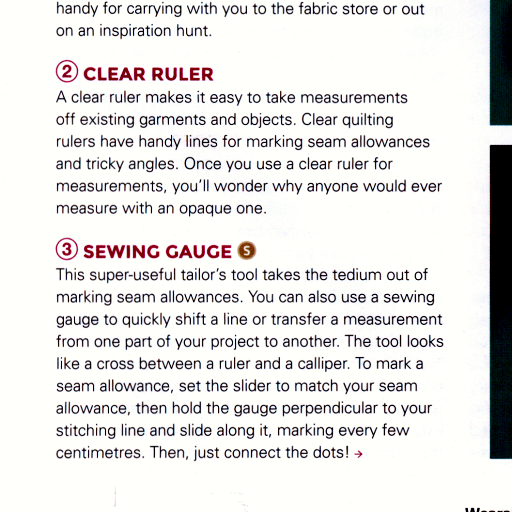 handy for carrying with you to the fabric store or out
on an inspiration hunt.
2 CLEAR RULER
A clear ruler makes it easy to take measurements
off existing garments and objects. Clear quilting
rulers have handy lines for marking seam allowances
and tricky angles. Once you use a clear ruler for
measurements, you'll wonder why anyone would ever
measure with an opaque one.
3 SEWING GAUGE S
This super-useful tailor's tool takes the tedium out of
marking seam allowances. You can also use a sewing
gauge to quickly shift a line or transfer a measurement
from one part of your project to another. The tool looks
like a cross between a ruler and a calliper. To mark a
seam allowance, set the slider to match your seam
allowance, then hold the gauge perpendicular to your
stitching line and slide along it, marking every few
centimetres. Then, just connect the dots! →